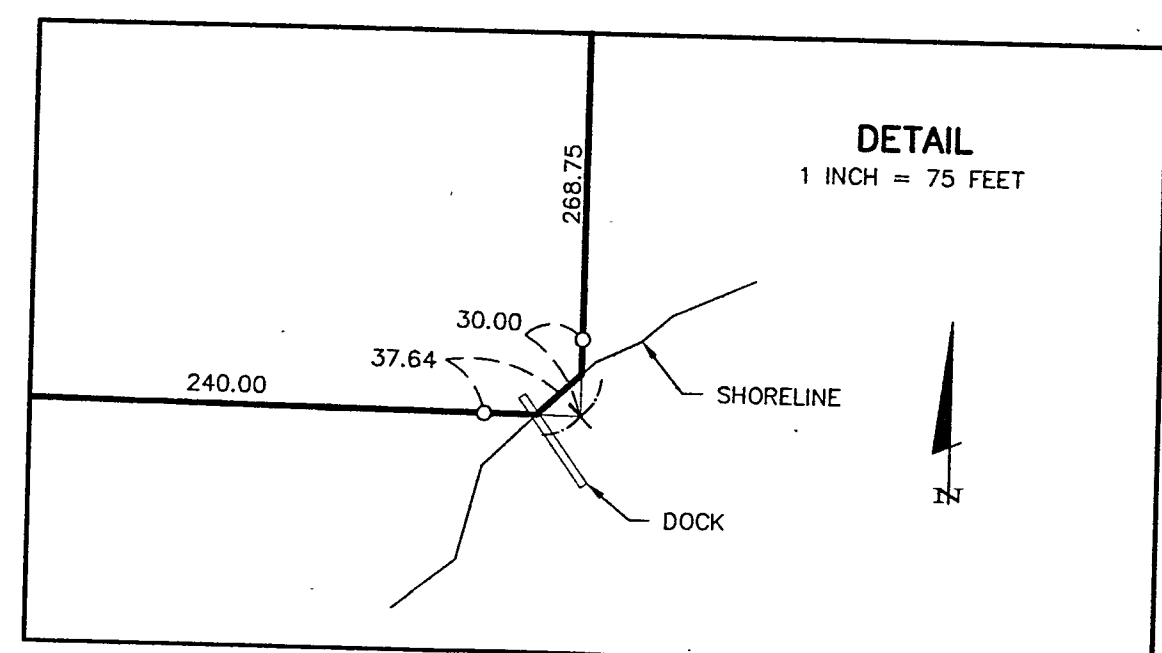 DETAIL
1 INCH = 75 FEET
268.75
30.00
37.64
240.00
SHORELINE
DOCK
N